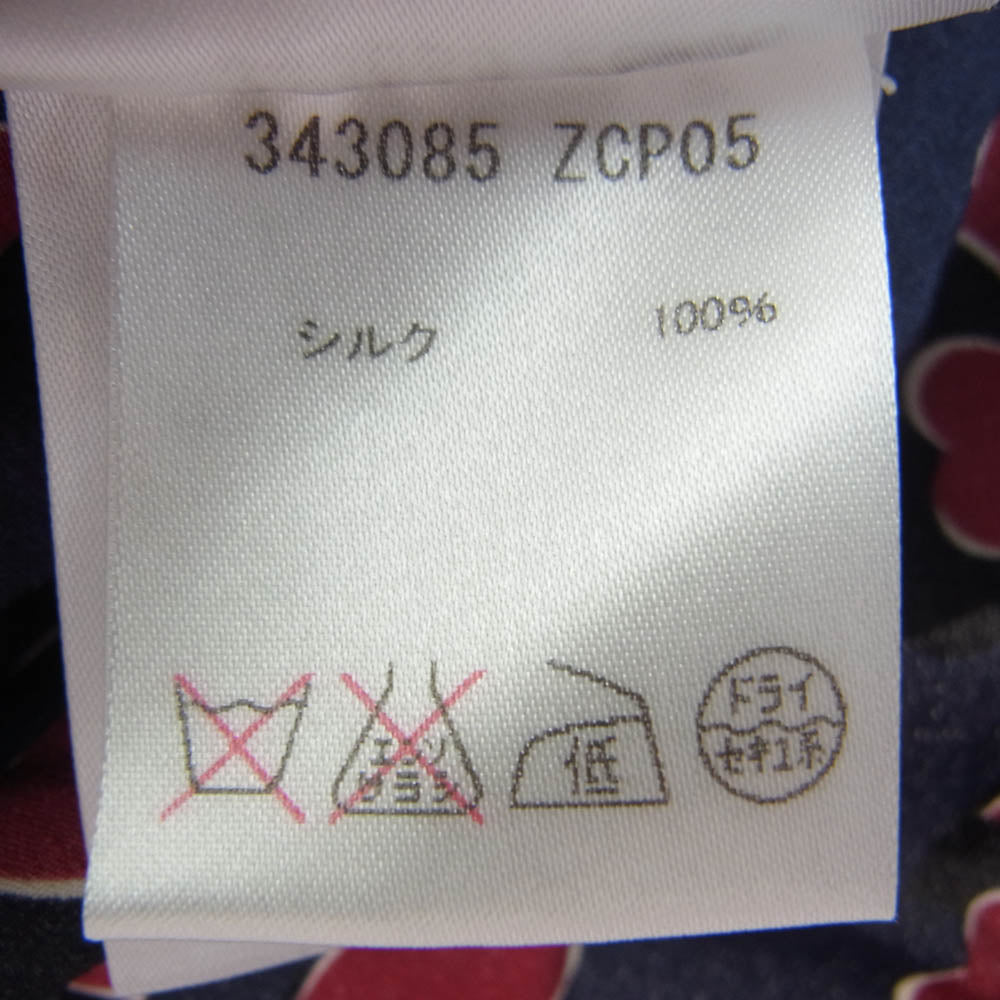 343085 ZCP05
シルク 100%
エンソ
サラシ
低
ドライ
セキユ系